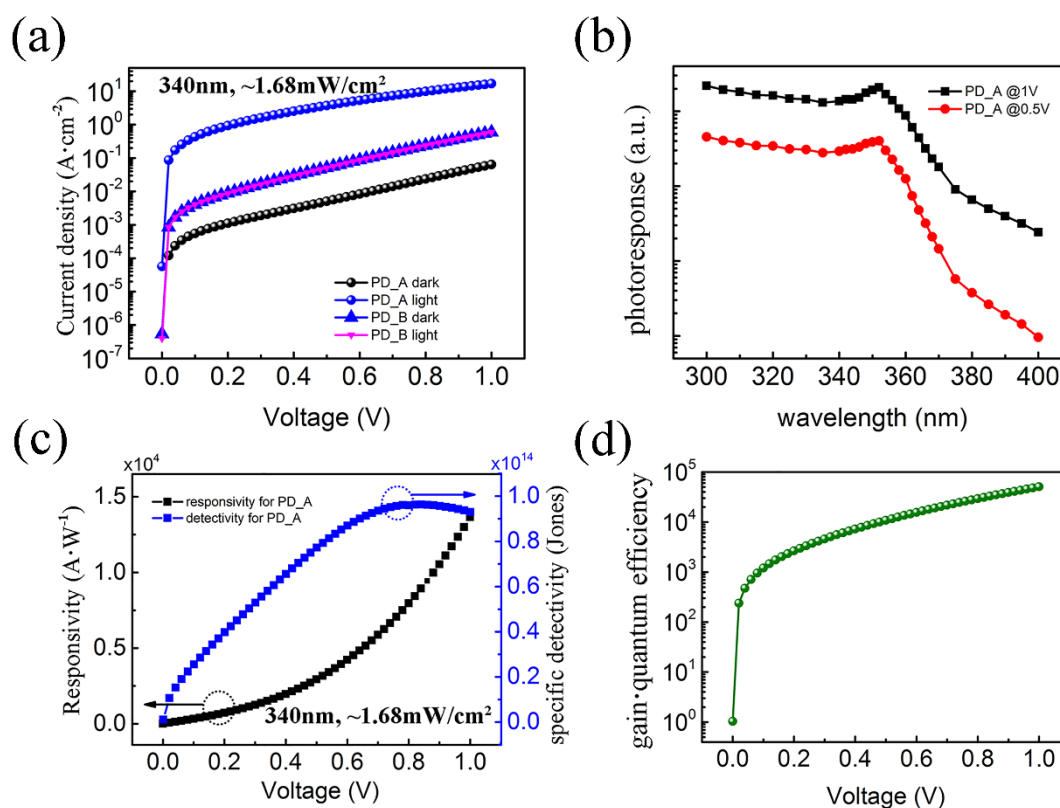 (a)
340nm, ~1.68mW/cm²
Current density (A·cm⁻²)
10¹
10⁰
10⁻¹
10⁻²
10⁻³
10⁻⁴
10⁻⁵
10⁻⁶
10⁻⁷
PD_A dark
PD_A light
PD_B dark
PD_B light
0.0 0.2 0.4 0.6 0.8 1.0
Voltage (V)
(b)
photoresponse (a.u.)
PD_A @1V
PD_A @0.5V
300 320 340 360 380 400
wavelength (nm)
(c)
x10⁴
x10¹⁴
Responsivity (A·W⁻¹)
1.5
1.0
0.5
0.0
responsivity for PD_A
detectivity for PD_A
340nm, ~1.68mW/cm²
1.0
0.8
0.6
0.4
0.2
0.0
specific detectivity (Jones)
0.0 0.2 0.4 0.6 0.8 1.0
Voltage (V)
(d)
gain·quantum efficiency
10⁵
10⁴
10³
10²
10¹
10⁰
0.0 0.2 0.4 0.6 0.8 1.0
Voltage (V)